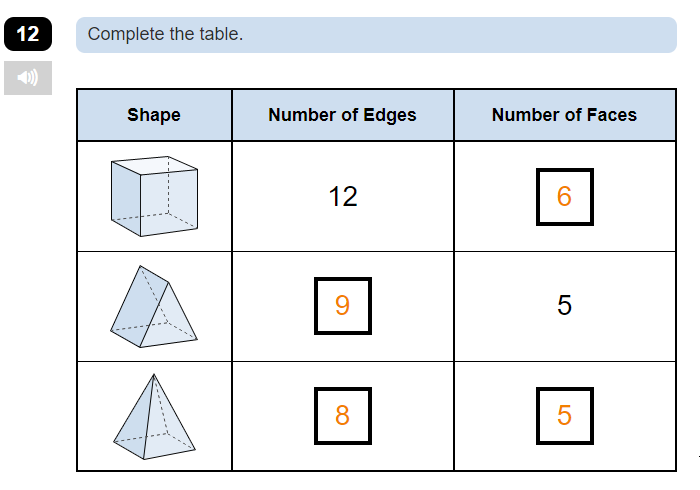 12
Complete the table.
Shape Number of Edges Number of Faces
12 6
9 5
8 5